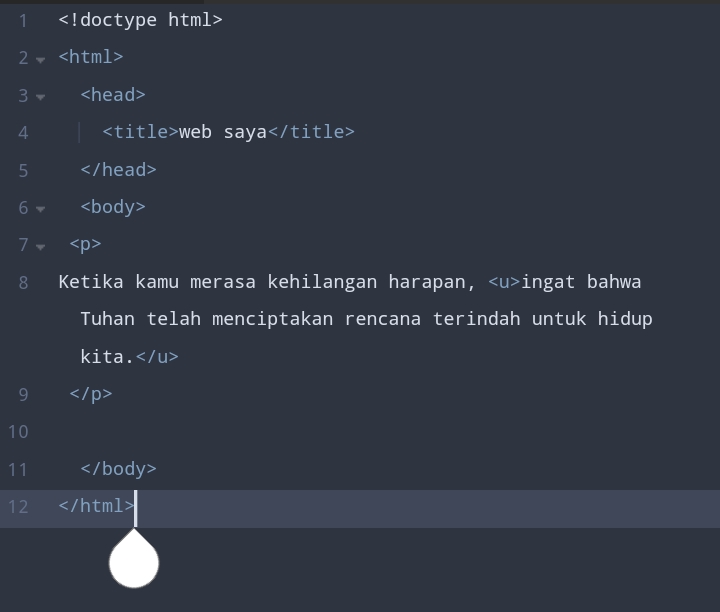 1 <!doctype html>
2 <html>
3 <head>
4 <title>web saya</title>
5 </head>
6 <body>
7 <p>
8 Ketika kamu merasa kehilangan harapan, <u>ingat bahwa
Tuhan telah menciptakan rencana terindah untuk hidup
kita.</u>
9 </p>
10
11 </body>
12 </html>